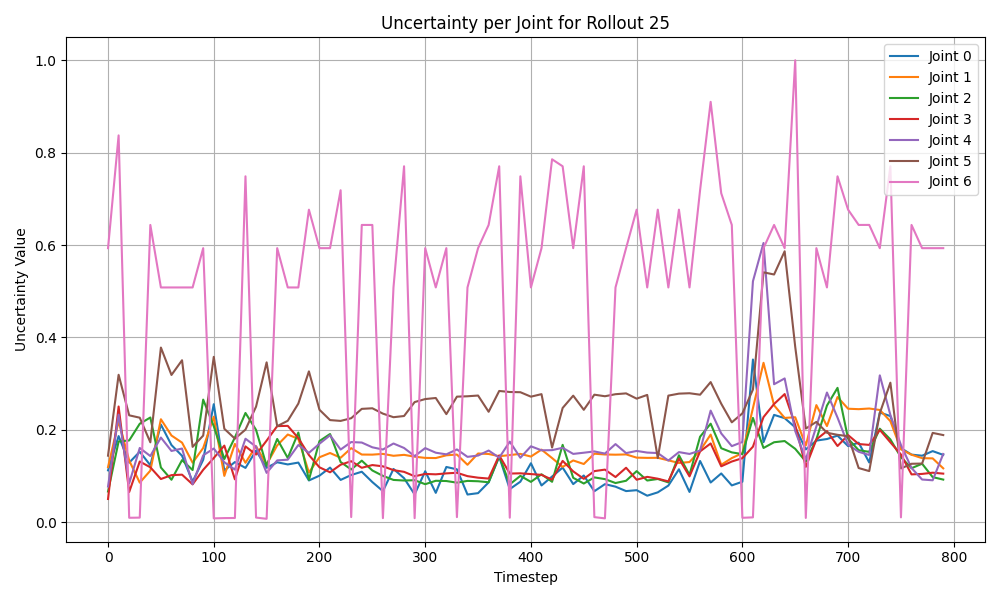 Uncertainty per Joint for Rollout 25
Uncertainty Value
1.0
0.8
0.6
0.4
0.2
0.0
0 100 200 300 400 500 600 700 800
Timestep
Joint 0
Joint 1
Joint 2
Joint 3
Joint 4
Joint 5
Joint 6